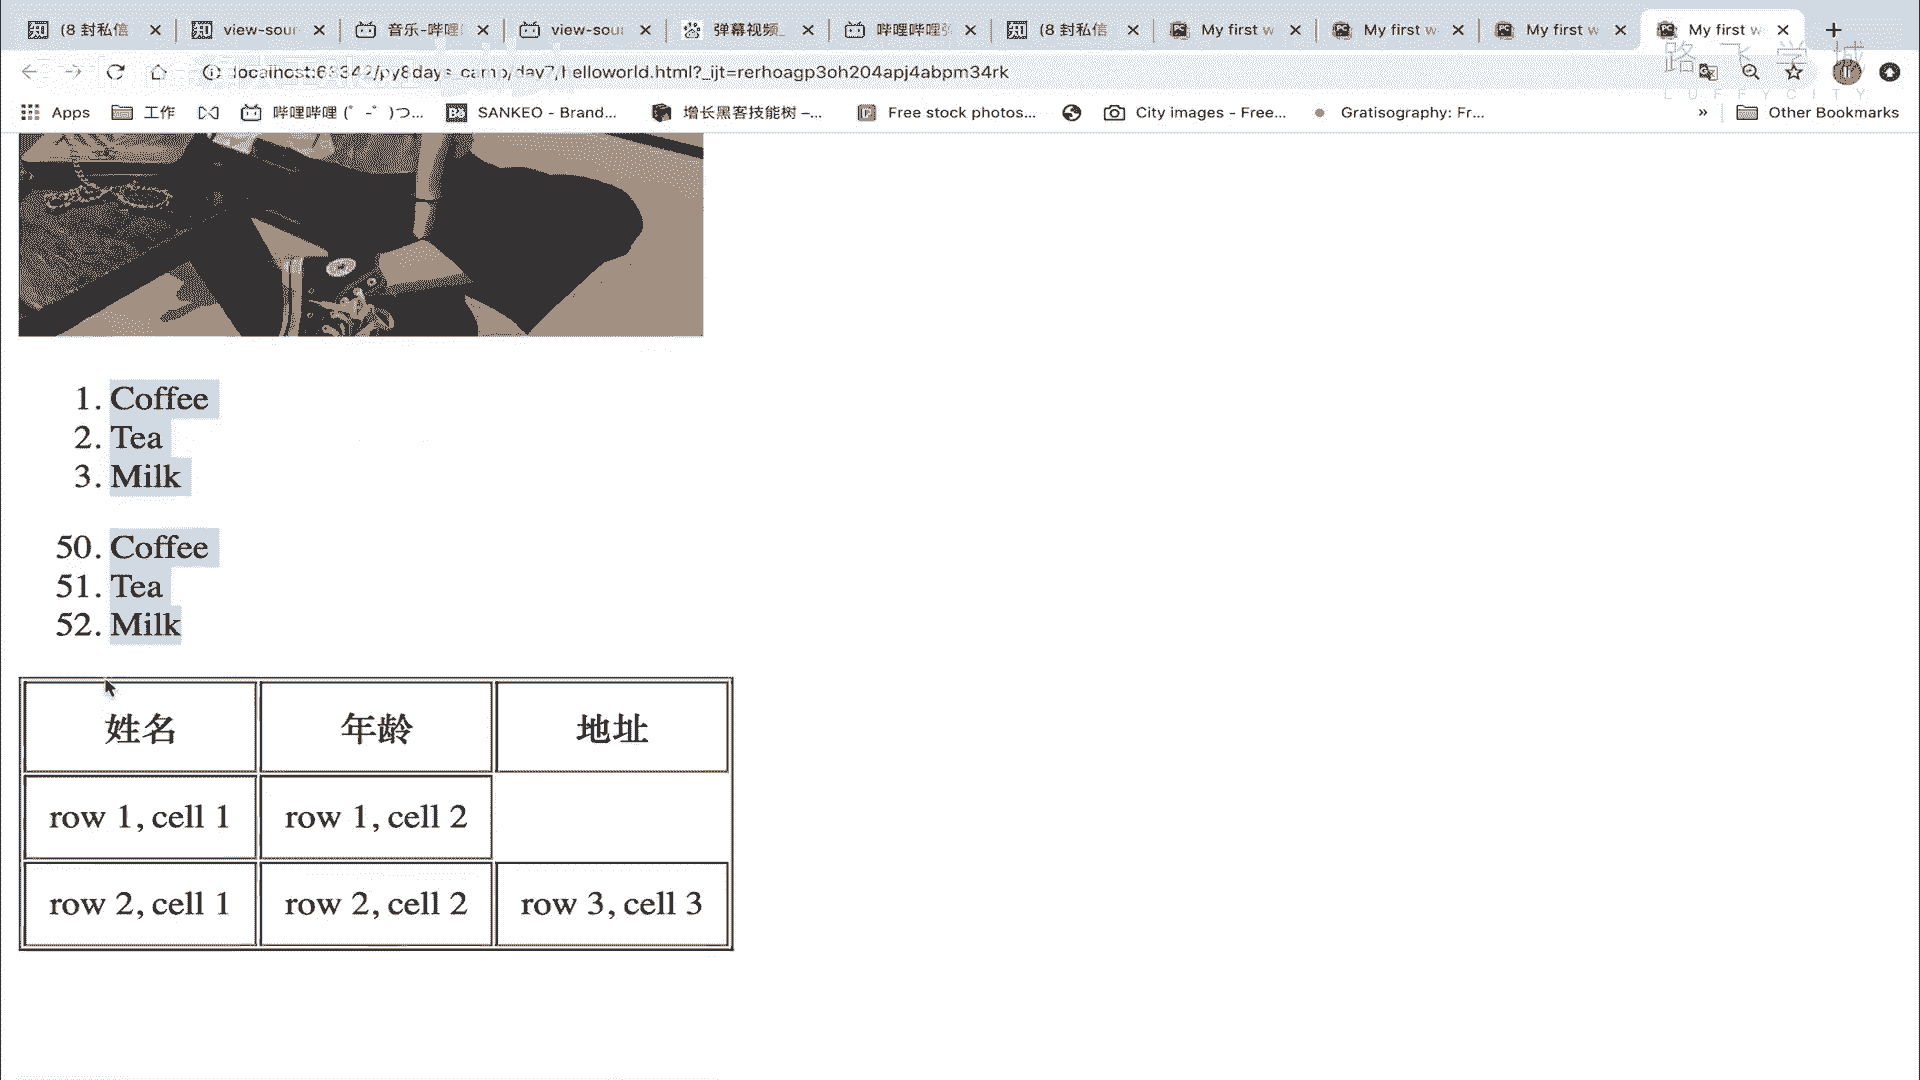 (8 封私信
view-sour
音乐-哔哩
view-sour
弹幕视频_
哔哩哔哩
(8 封私信
My first w
My first w
My first w
My first w
路飞学城
LUFFYCITY
localhost:63342/py8days_camp/day7/helloworld.html?_ijt=rerhoagp3oh204apj4abpm34rk
Apps
工作
哔哩哔哩 (゜-゜)つ...
Bē
SANKEO - Brand...
增长黑客技能树 –...
Free stock photos...
City images - Free...
Gratisography: Fr...
»
Other Bookmarks
1. Coffee
2. Tea
3. Milk
50. Coffee
51. Tea
52. Milk
姓名 年龄 地址
row 1, cell 1 row 1, cell 2
row 2, cell 1 row 2, cell 2 row 3, cell 3